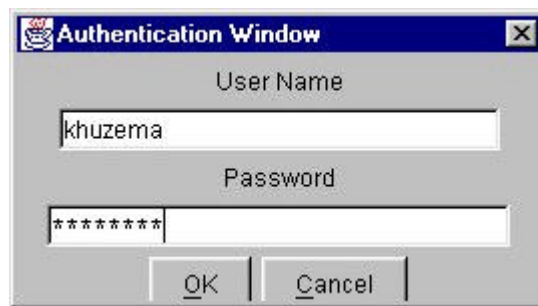 Authentication Window
User Name
khuzema
Password
********
OK Cancel